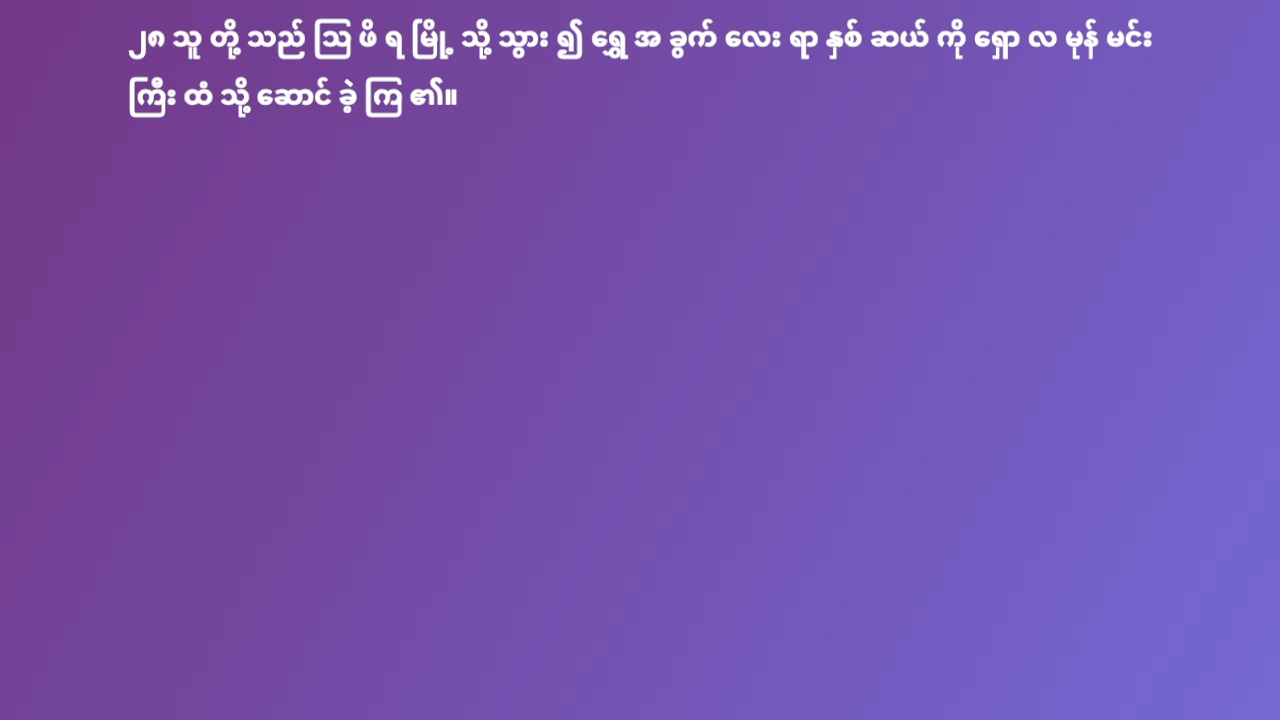 ၂၈ သူ တို့ သည် ဩ ဖိ ရ မြို့ သို့ သွား ၍ ရွှေ အ ခွက် လေး ရာ နှစ် ဆယ် ကို ရှော လ မုန် မင်း
ကြီး ထံ သို့ ဆောင် ခဲ့ ကြ ၏။